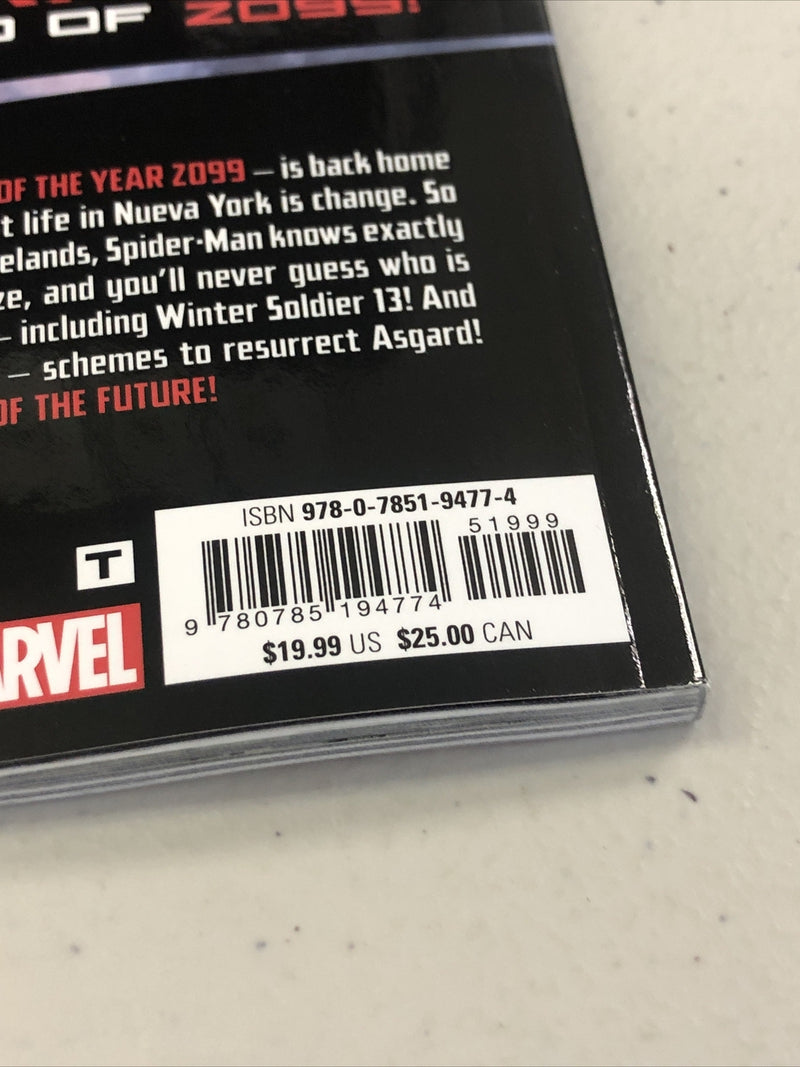 OF 2099!
OF THE YEAR 2099 – is back home
t life in Nueva York is change. So
elands, Spider-Man knows exactly
ze, and you'll never guess who is
– including Winter Soldier 13! And
– schemes to resurrect Asgard!
OF THE FUTURE!
ISBN 978-0-7851-9477-4
51999
9 780785 194774
$19.99 US $25.00 CAN
T
ARVEL